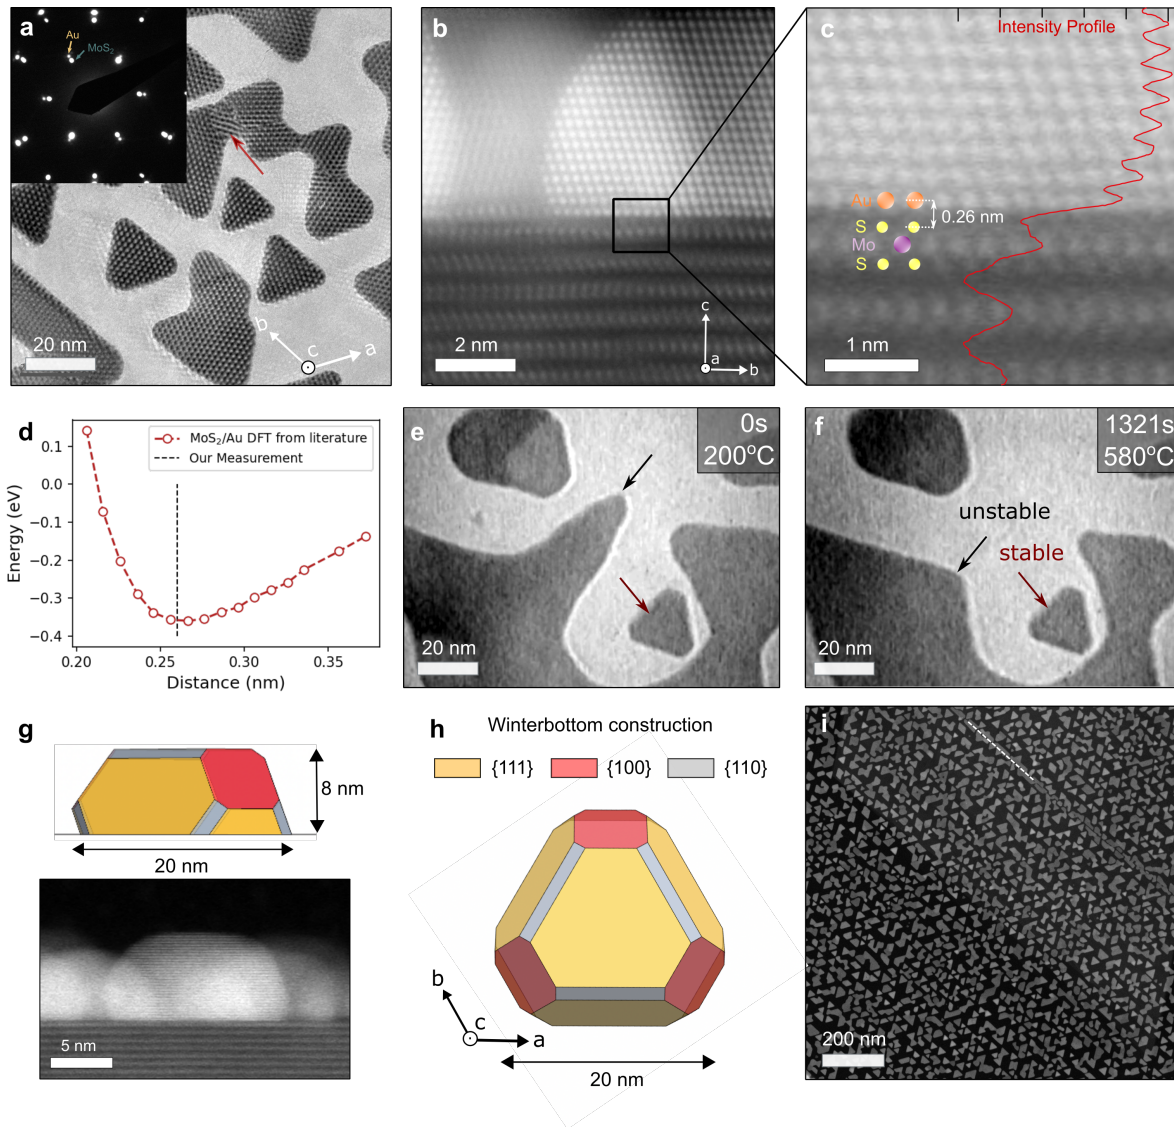 a
Au
MoS₂
20 nm
b
c
a
b
2 nm
c
a
b
c
Intensity Profile
Au
S
Mo
S
0.26 nm
1 nm
d
MoS₂/Au DFT from literature
Our Measurement
Energy (eV)
0.1
0.0
−0.1
−0.2
−0.3
−0.4
0.20
0.25
0.30
0.35
Distance (nm)
e
0s
200°C
20 nm
f
1321s
580°C
unstable
stable
20 nm
g
8 nm
20 nm
5 nm
h
Winterbottom construction
{111}
{100}
{110}
b
c
a
20 nm
i
200 nm